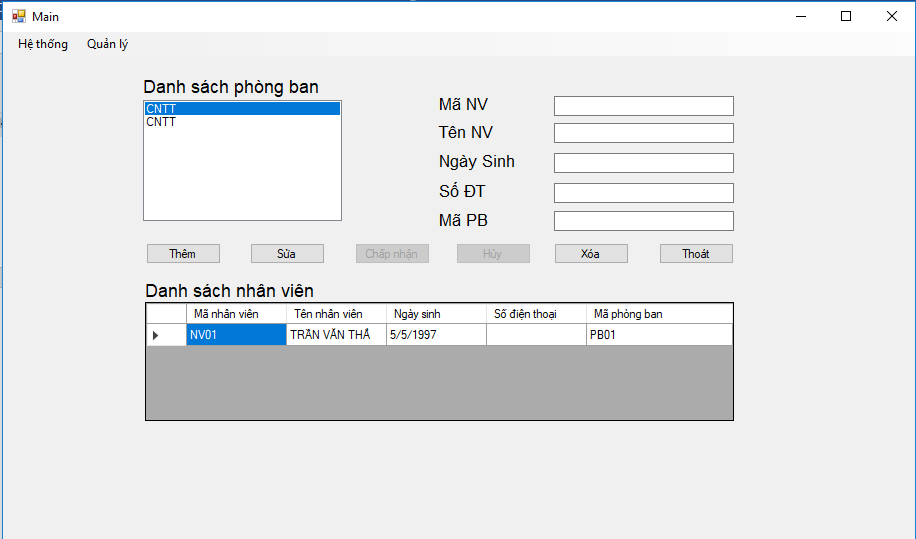 Main
Hệ thống Quản lý
Danh sách phòng ban
CNTT
CNTT
Mã NV
Tên NV
Ngày Sinh
Số ĐT
Mã PB
Thêm Sửa Chấp nhận Hủy Xóa Thoát
Danh sách nhân viên
Mã nhân viên Tên nhân viên Ngày sinh Số điện thoại Mã phòng ban
NV01 TRẦN VĂN THẮ 5/5/1997 PB01